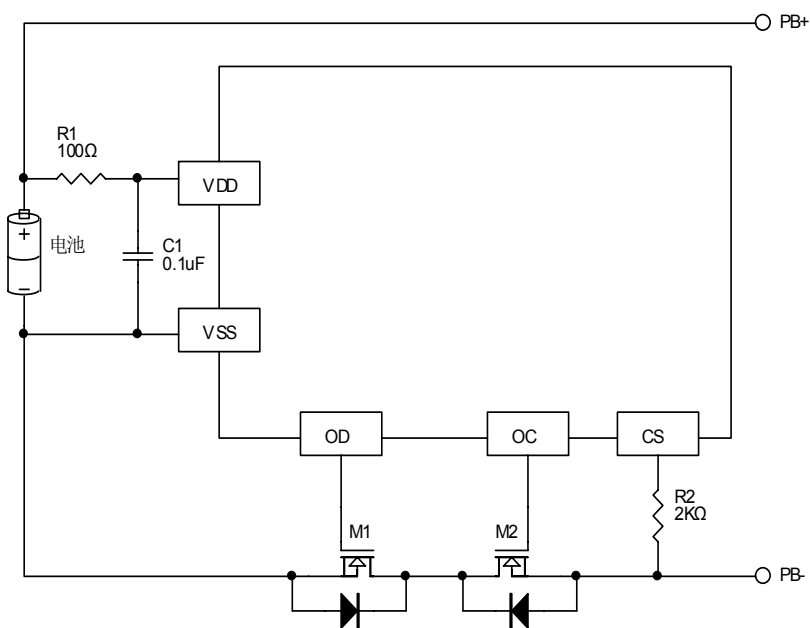 PB+
R1
100Ω
VDD
+
电池
C1
0.1uF
−
VSS
OD
OC
CS
R2
2KΩ
M1
M2
PB-